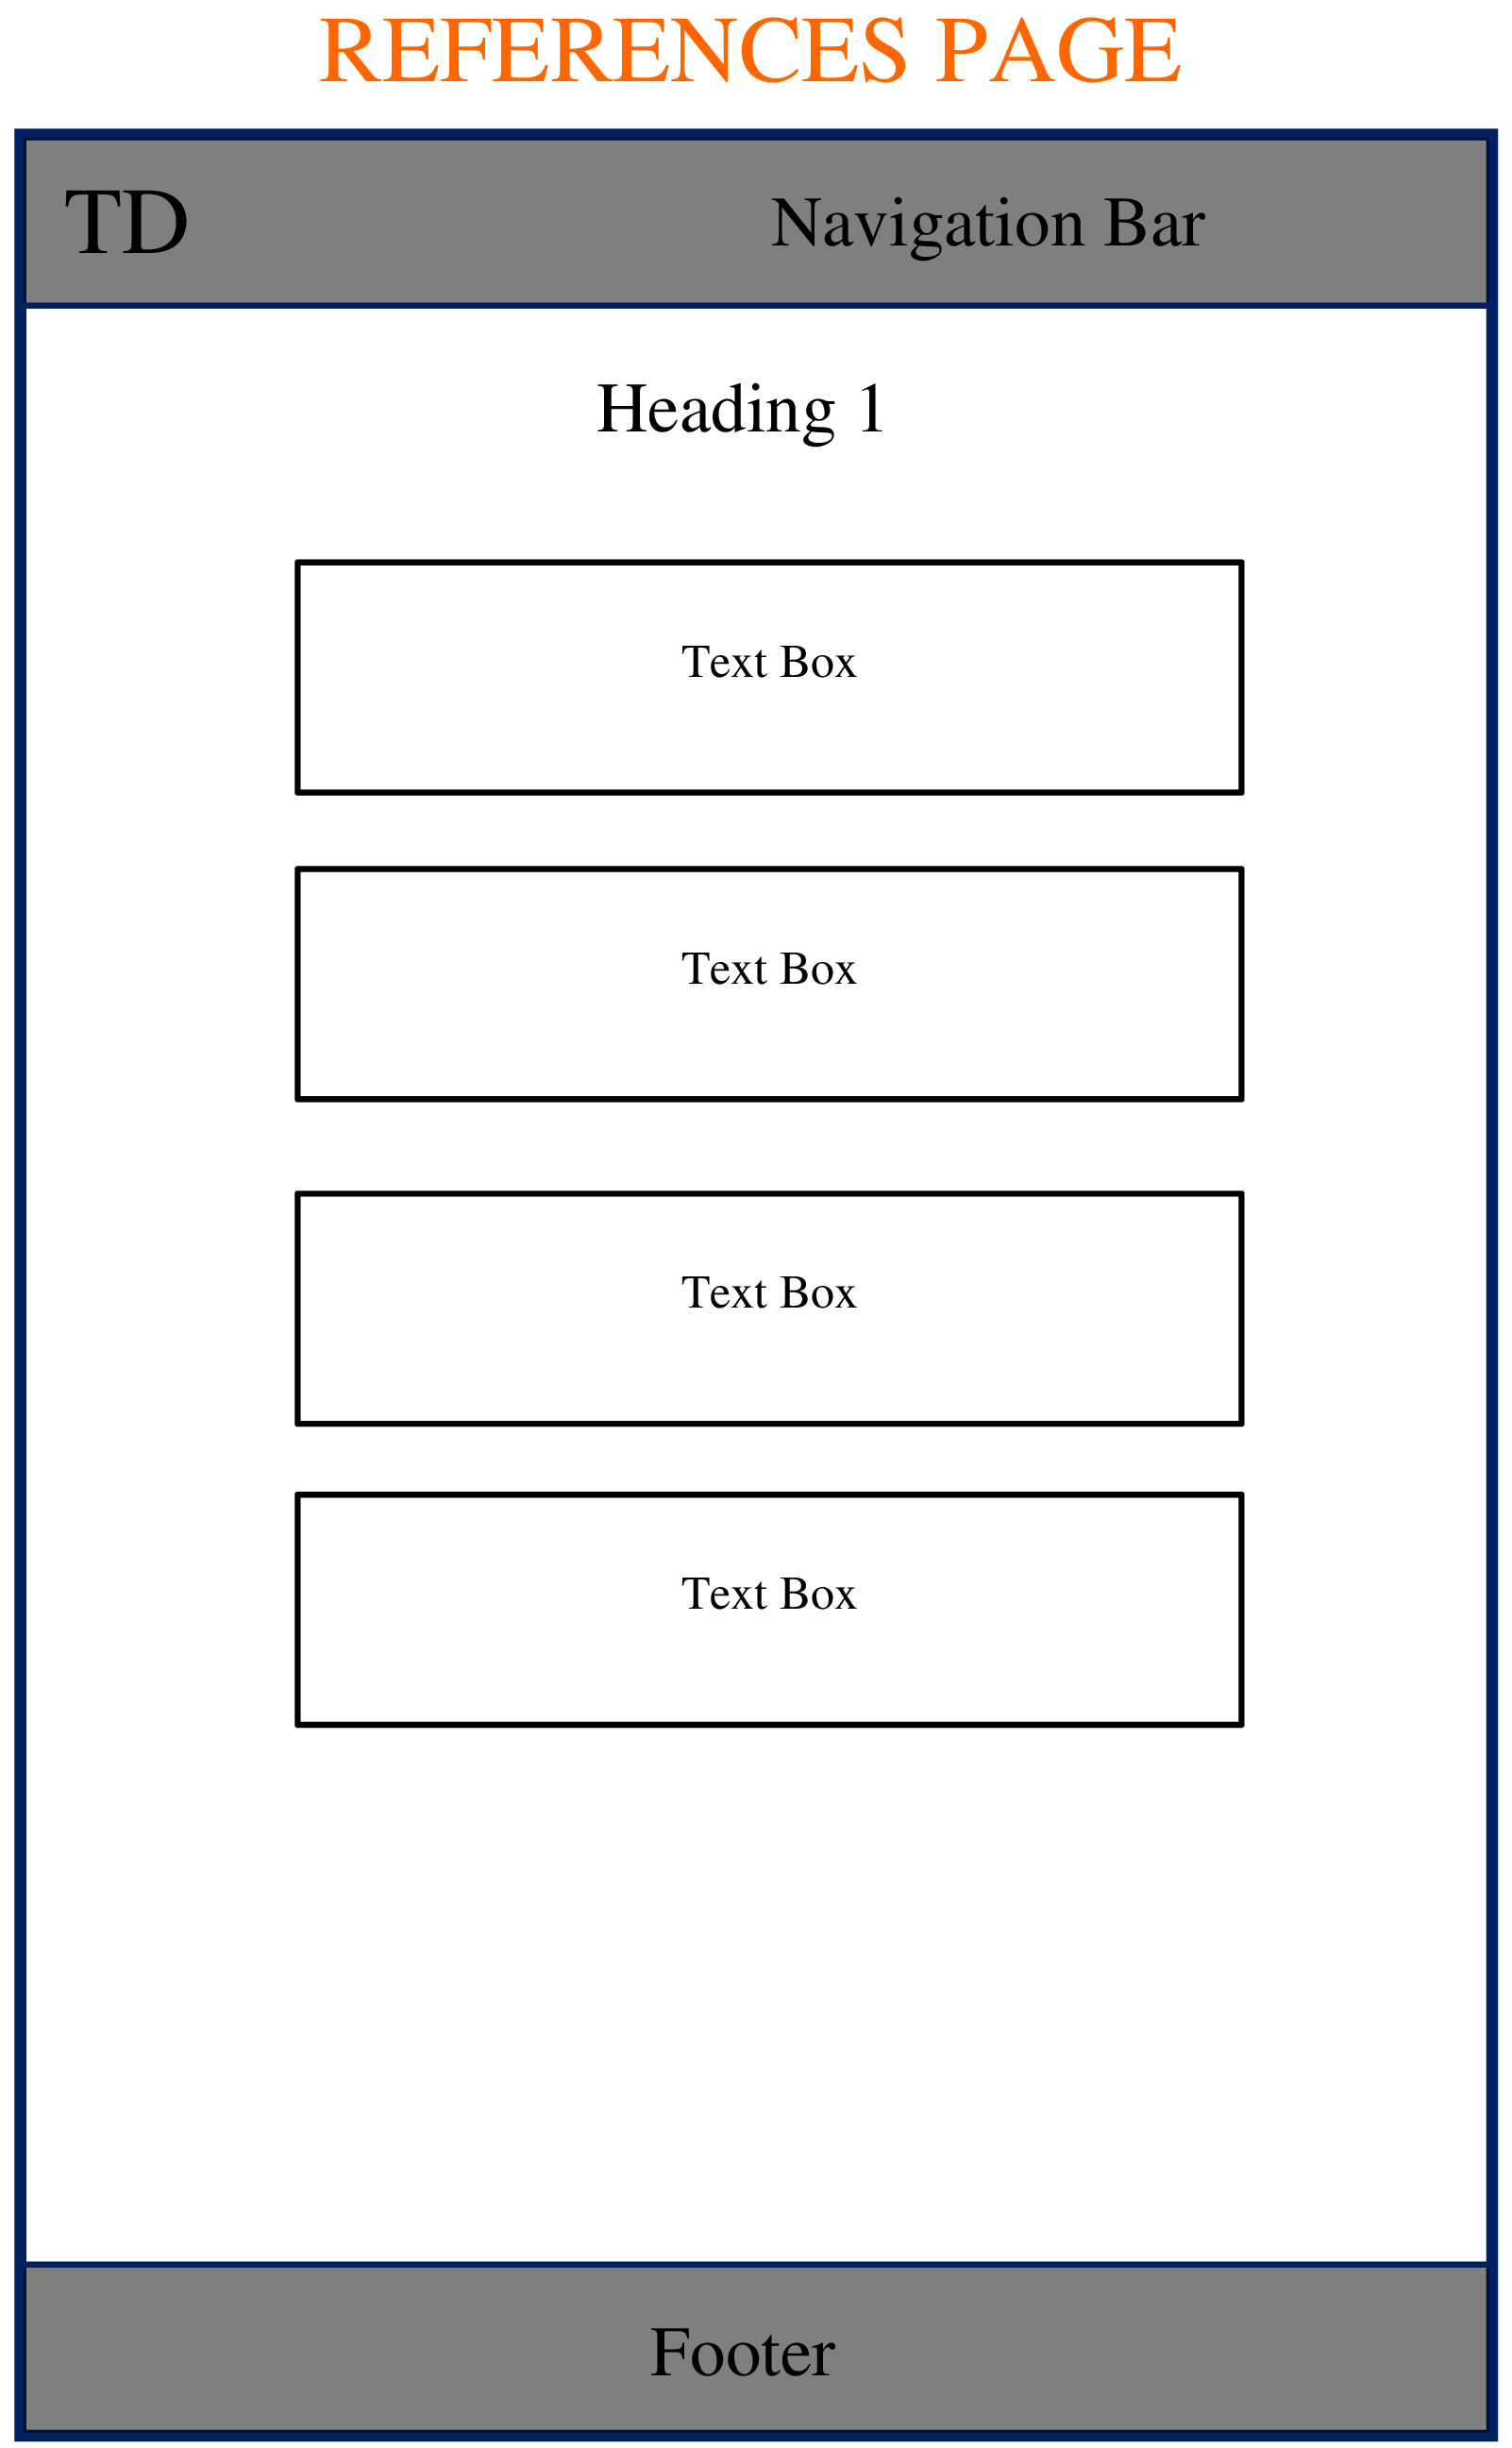 REFERENCES PAGE
TD Navigation Bar
Heading 1
Text Box
Text Box
Text Box
Text Box
Footer